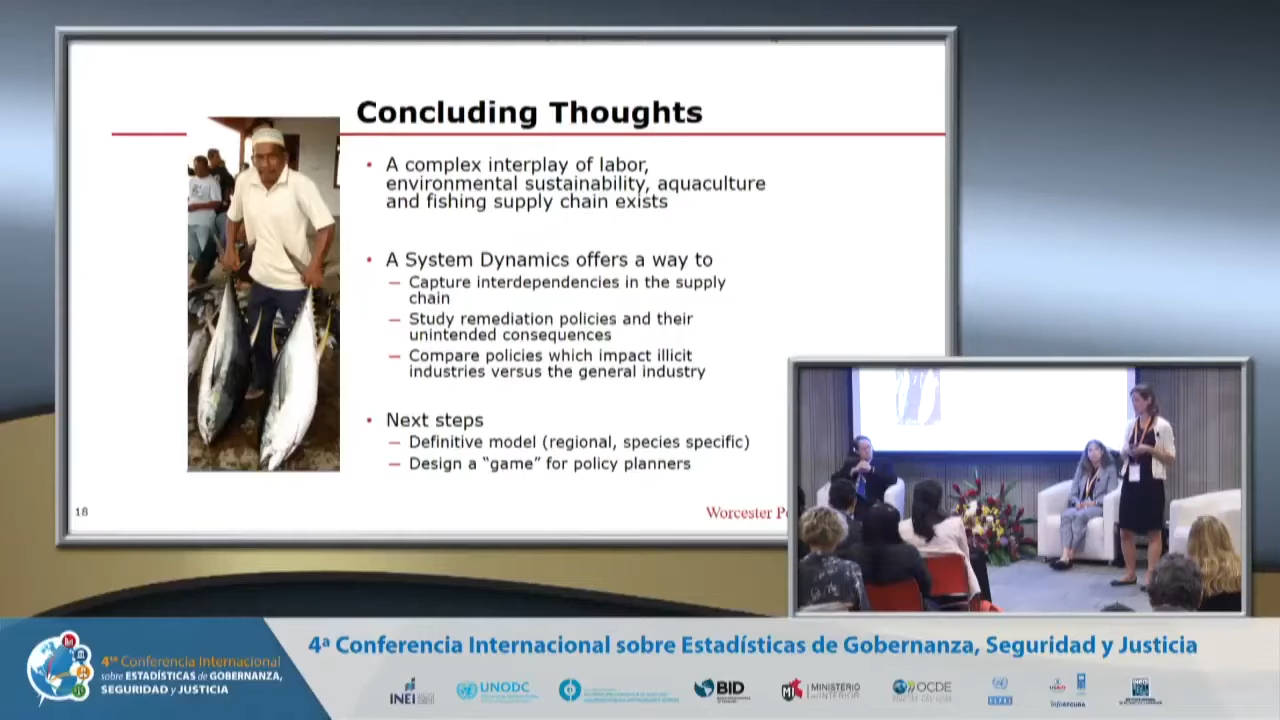 Concluding Thoughts
• A complex interplay of labor,
environmental sustainability, aquaculture
and fishing supply chain exists
• A System Dynamics offers a way to
— Capture interdependencies in the supply
chain
— Study remediation policies and their
unintended consequences
— Compare policies which impact illicit
industries versus the general industry
• Next steps
— Definitive model (regional, species specific)
— Design a “game” for policy planners
18
Worcester
4ª Conferencia Internacional sobre Estadísticas de Gobernanza, Seguridad y Justicia
Conferencia Internacional
sobre ESTADÍSTICAS de GOBERNANZA,
SEGURIDAD y JUSTICIA
INEI
UNODC
BID
MINISTERIO
DEL INTERIOR
OCDE